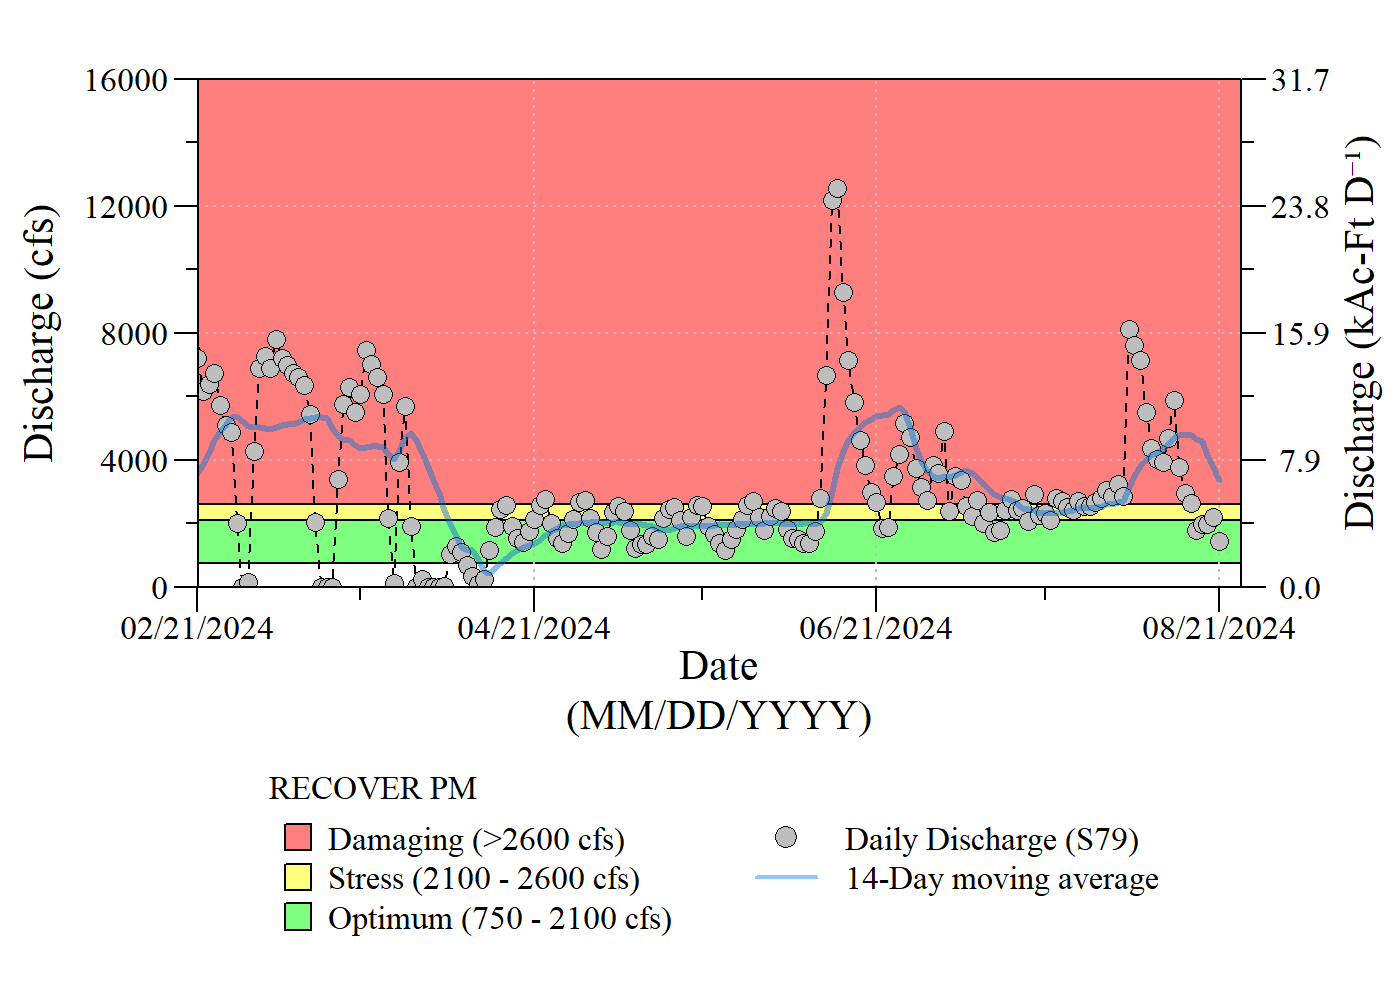 16000
12000
8000
4000
0
Discharge (cfs)
31.7
23.8
15.9
7.9
0.0
Discharge (kAc-Ft D⁻¹)
02/21/2024 04/21/2024 06/21/2024 08/21/2024
Date
(MM/DD/YYYY)
RECOVER PM
Damaging (>2600 cfs)
Stress (2100 - 2600 cfs)
Optimum (750 - 2100 cfs)
Daily Discharge (S79)
14-Day moving average